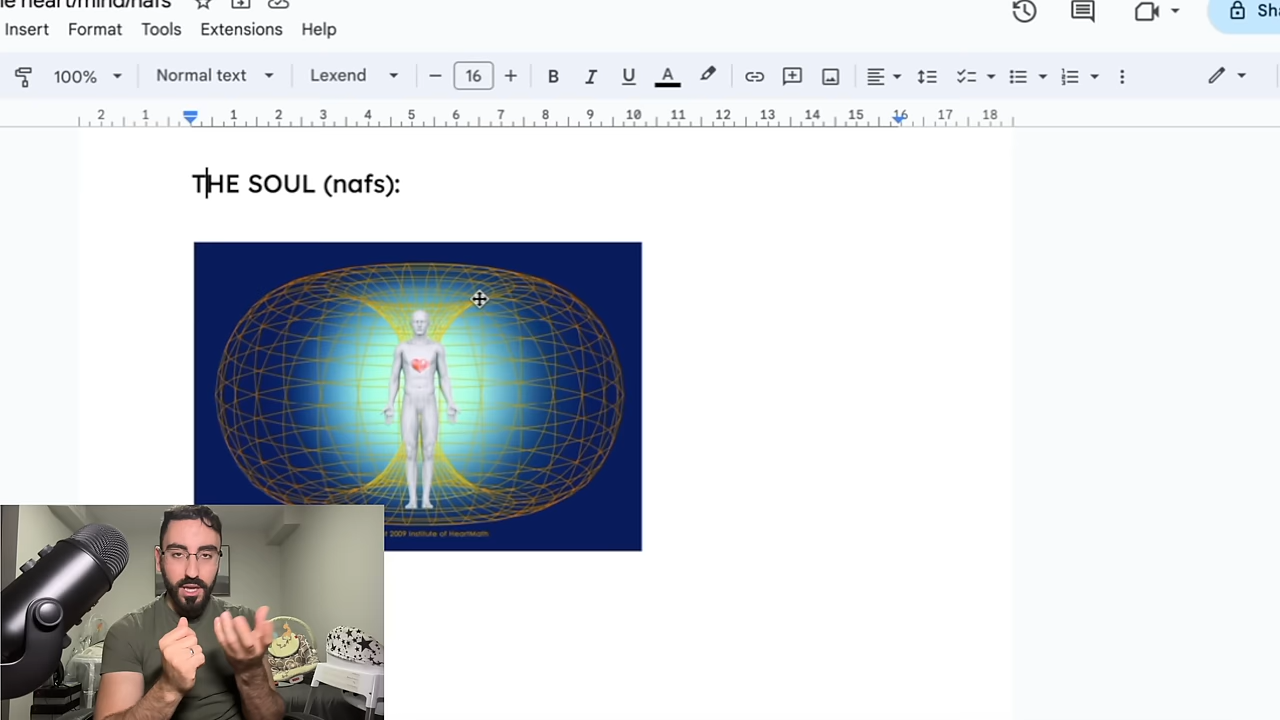 heart/mind/nafs
Insert Format Tools Extensions Help
100% Normal text Lexend − 16 + B I U A
2 1 1 2 3 4 5 6 7 8 9 10 11 12 13 14 15 16 17 18
THE SOUL (nafs):
2009 Institute of HeartMath